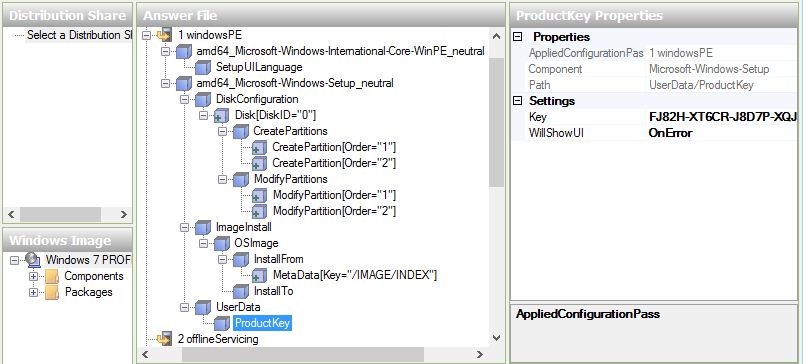 Distribution Share
Select a Distribution Sl
Windows Image
Windows 7 PROF
Components
Packages
Answer File
1 windowsPE
amd64_Microsoft-Windows-International-Core-WinPE_neutral
SetupUILanguage
amd64_Microsoft-Windows-Setup_neutral
DiskConfiguration
Disk[DiskID="0"]
CreatePartitions
CreatePartition[Order="1"]
CreatePartition[Order="2"]
ModifyPartitions
ModifyPartition[Order="1"]
ModifyPartition[Order="2"]
ImageInstall
OSImage
InstallFrom
MetaData[Key="/IMAGE/INDEX"]
InstallTo
UserData
ProductKey
2 offlineServicing
ProductKey Properties
Properties
AppliedConfigurationPas 1 windowsPE
Component Microsoft-Windows-Setup
Path UserData/ProductKey
Settings
Key FJ82H-XT6CR-J8D7P-XQJ
WillShowUI OnError
AppliedConfigurationPass